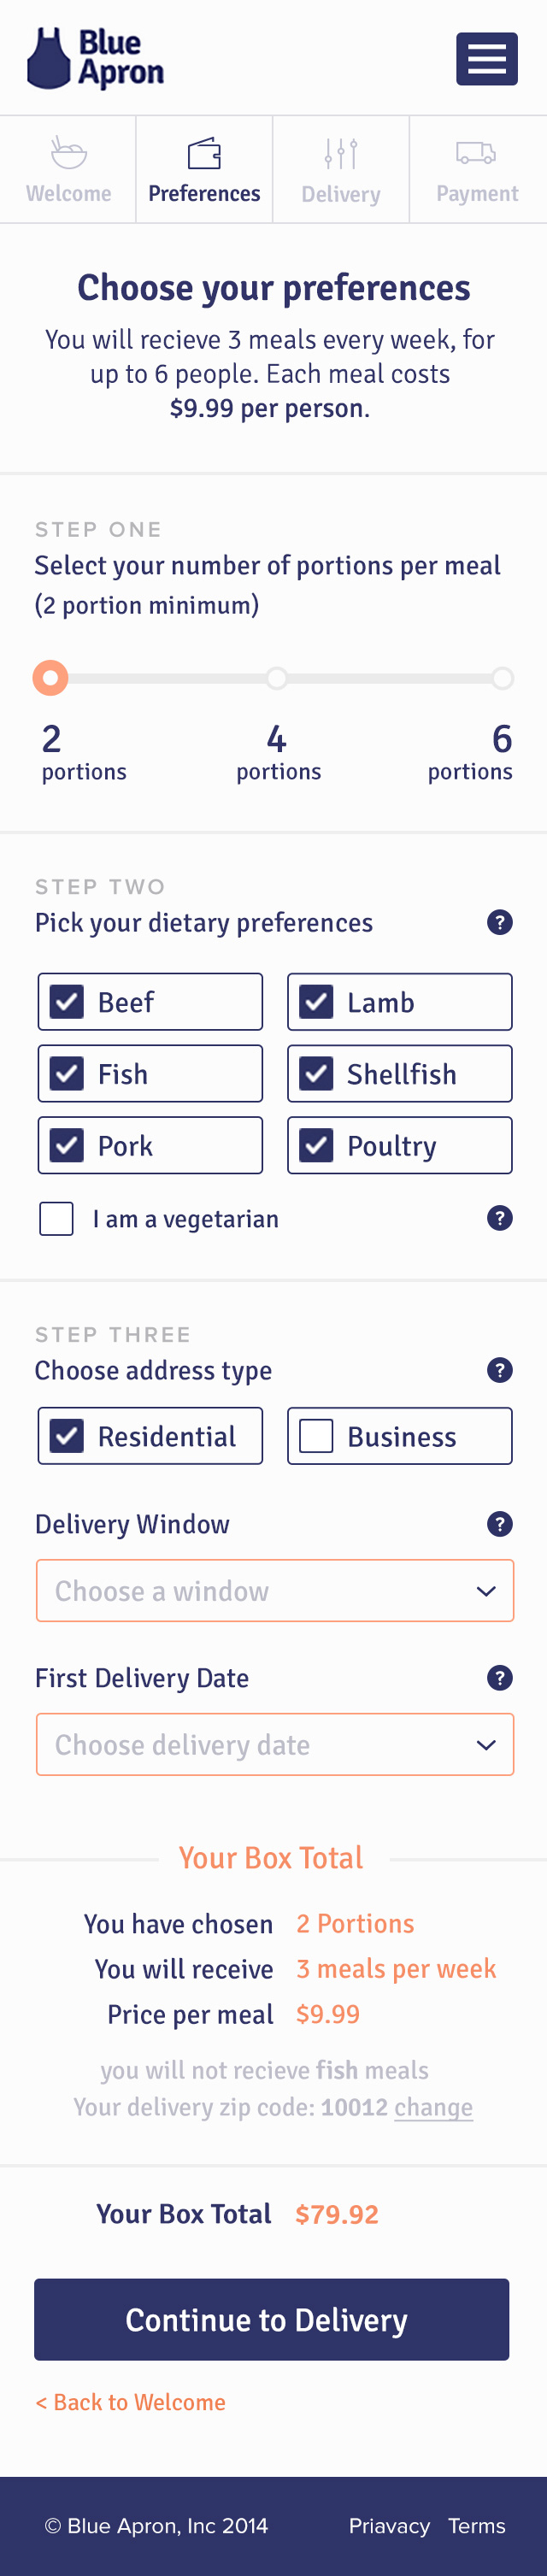 Blue
Apron
Welcome
Preferences
Delivery
Payment
Choose your preferences
You will recieve 3 meals every week, for
up to 6 people. Each meal costs
$9.99 per person.
STEP ONE
Select your number of portions per meal
(2 portion minimum)
2 4 6
portions portions portions
STEP TWO
Pick your dietary preferences ?
Beef Lamb
Fish Shellfish
Pork Poultry
I am a vegetarian ?
STEP THREE
Choose address type ?
Residential Business
Delivery Window ?
Choose a window
First Delivery Date ?
Choose delivery date
Your Box Total
You have chosen 2 Portions
You will receive 3 meals per week
Price per meal $9.99
you will not recieve fish meals
Your delivery zip code: 10012 change
Your Box Total $79.92
Continue to Delivery
< Back to Welcome
© Blue Apron, Inc 2014 Priavacy Terms